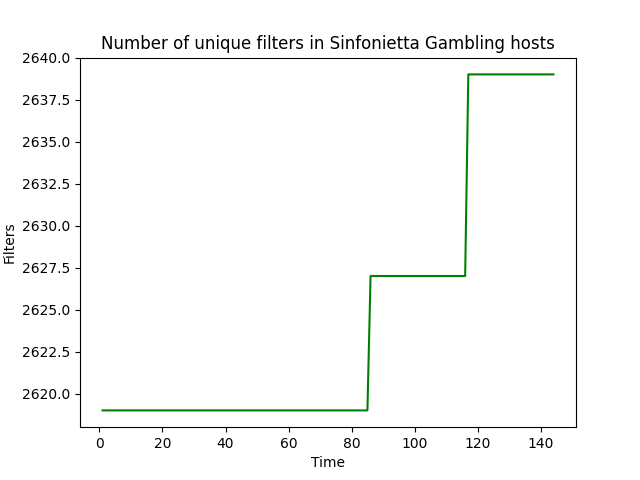 Number of unique filters in Sinfonietta Gambling hosts
2640.0
2637.5
2635.0
2632.5
2630.0
2627.5
2625.0
2622.5
2620.0
Filters
0 20 40 60 80 100 120 140
Time